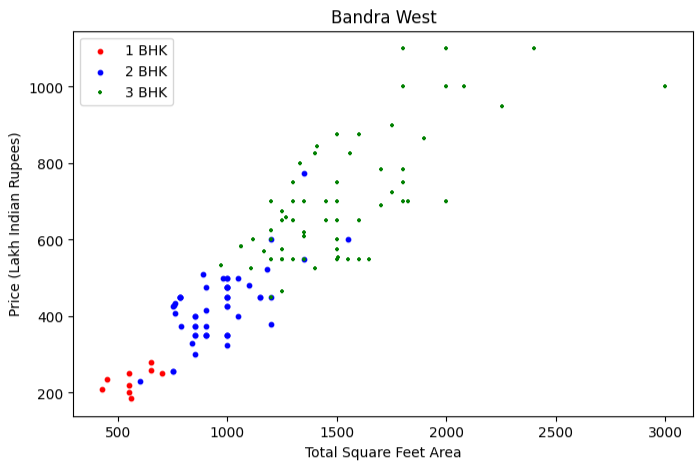 Bandra West
1 BHK
2 BHK
3 BHK
Price (Lakh Indian Rupees)
1000
800
600
400
200
500
1000
1500
2000
2500
3000
Total Square Feet Area